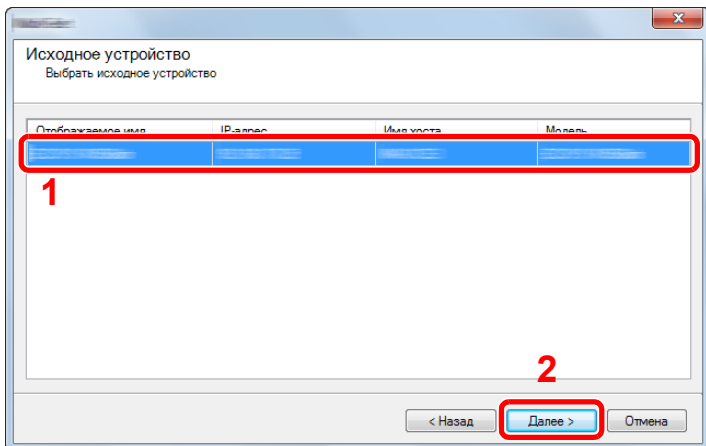 Исходное устройство
Выбрать исходное устройство
Отображаемое имя IP-адрес Имя хоста Модель
1
2
< Назад Далее > Отмена